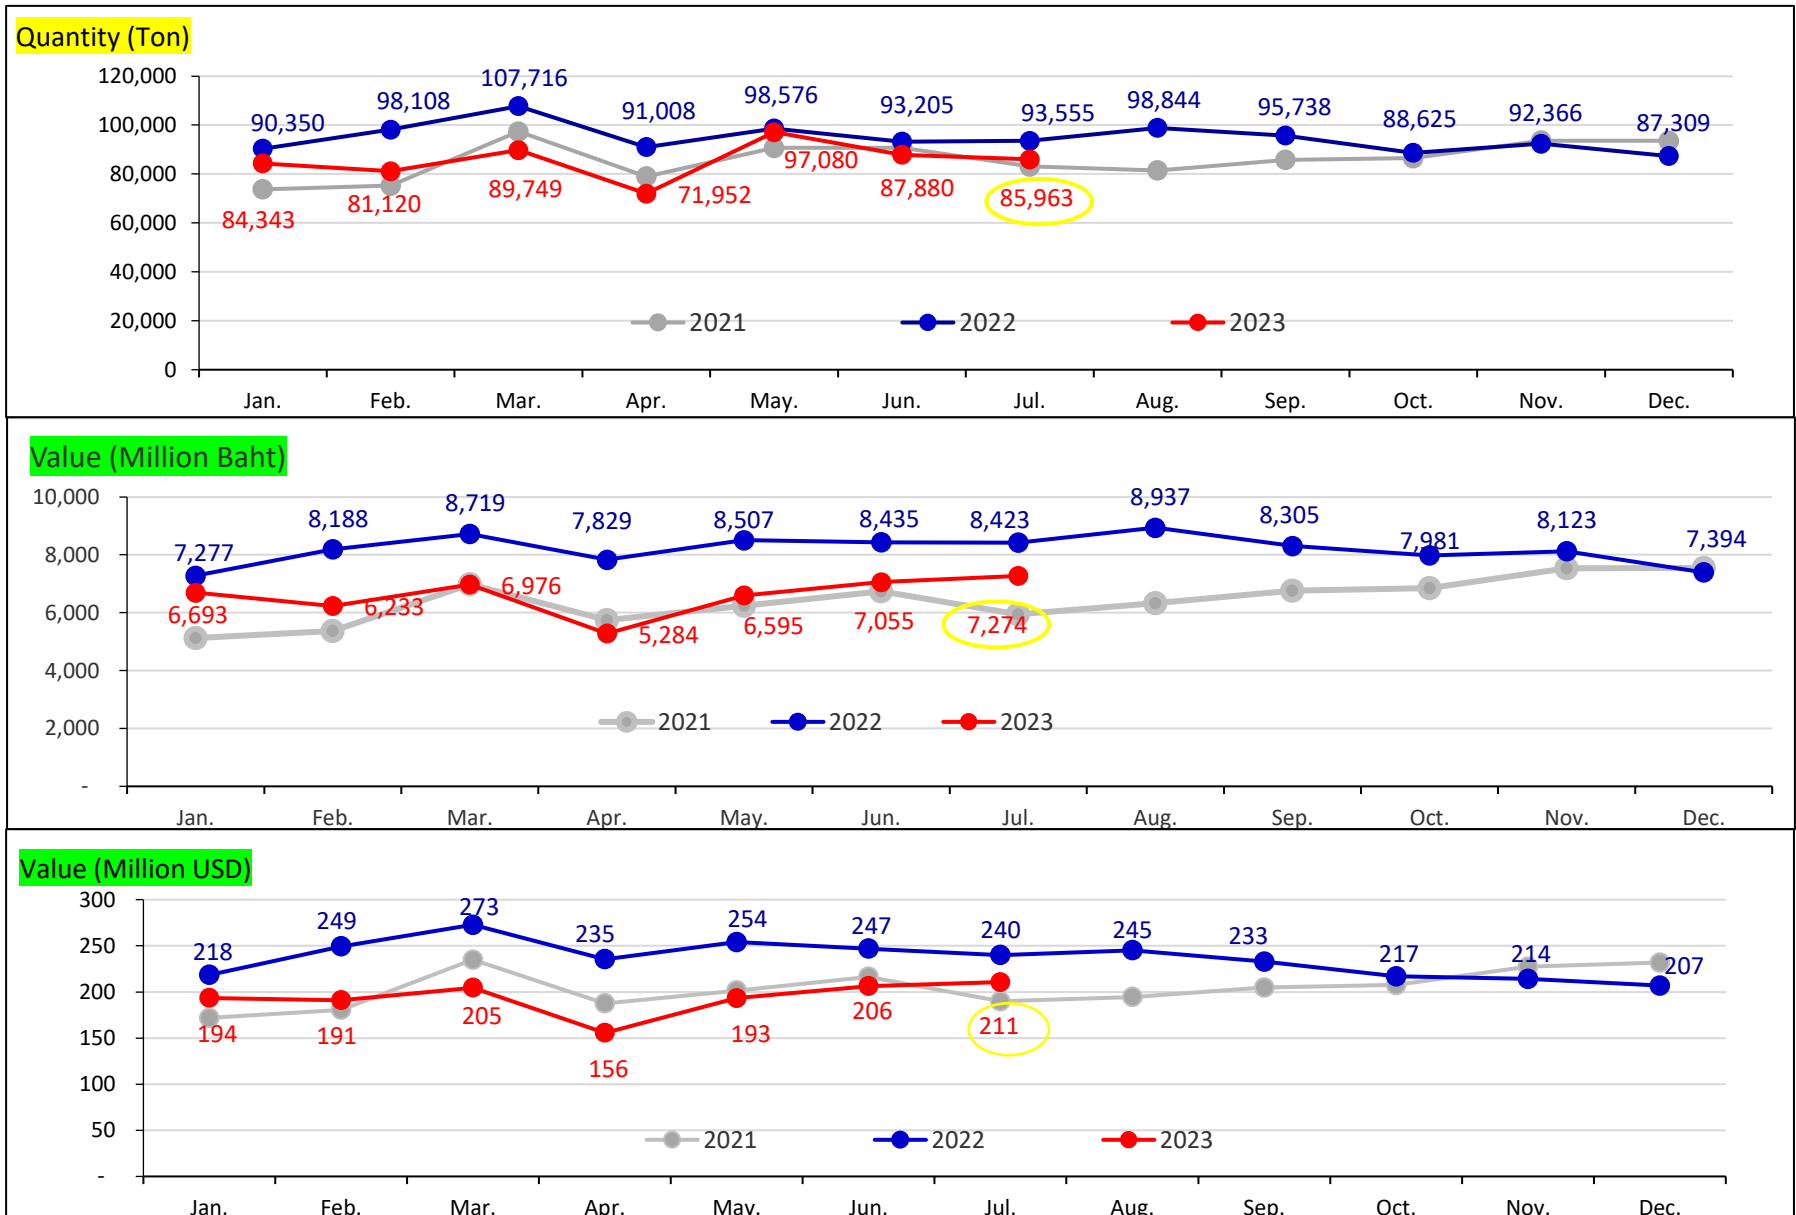 Quantity (Ton)
120,000
100,000
80,000
60,000
40,000
20,000
0
90,350 98,108 107,716 91,008 98,576 93,205 93,555 98,844 95,738 88,625 92,366 87,309
84,343 81,120 89,749 71,952 97,080 87,880 85,963
2021 2022 2023
Jan. Feb. Mar. Apr. May. Jun. Jul. Aug. Sep. Oct. Nov. Dec.
Value (Million Baht)
10,000
8,000
6,000
4,000
2,000
-
7,277 8,188 8,719 7,829 8,507 8,435 8,423 8,937 8,305 7,981 8,123 7,394
6,693 6,233 6,976 5,284 6,595 7,055 7,274
2021 2022 2023
Jan. Feb. Mar. Apr. May. Jun. Jul. Aug. Sep. Oct. Nov. Dec.
Value (Million USD)
300
250
200
150
100
50
-
218 249 273 235 254 247 240 245 233 217 214 207
194 191 205 156 193 206 211
2021 2022 2023
Jan. Feb. Mar. Apr. May. Jun. Jul. Aug. Sep. Oct. Nov. Dec.